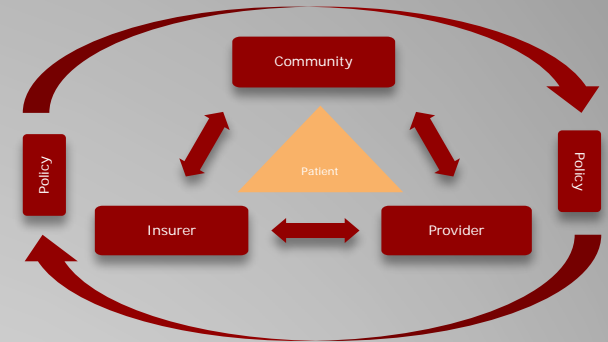 Community
Patient
Policy
Policy
Insurer
Provider